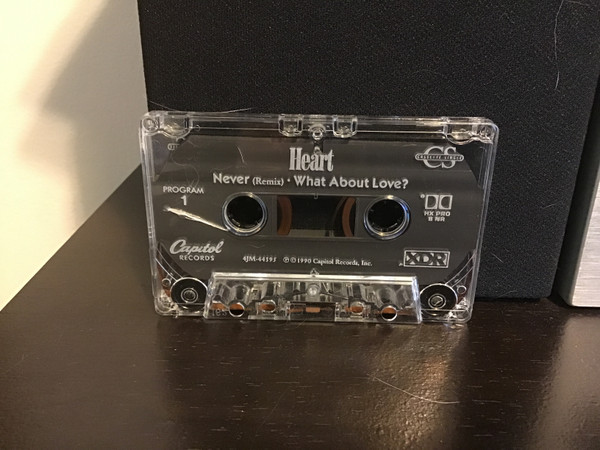 Heart
CS
CASSETTE SINGLE
Never (Remix) • What About Love?
PROGRAM
1
HX PRO
B NR
Capitol
RECORDS
4JM-44191 ℗ © 1990 Capitol Records, Inc.
XDR